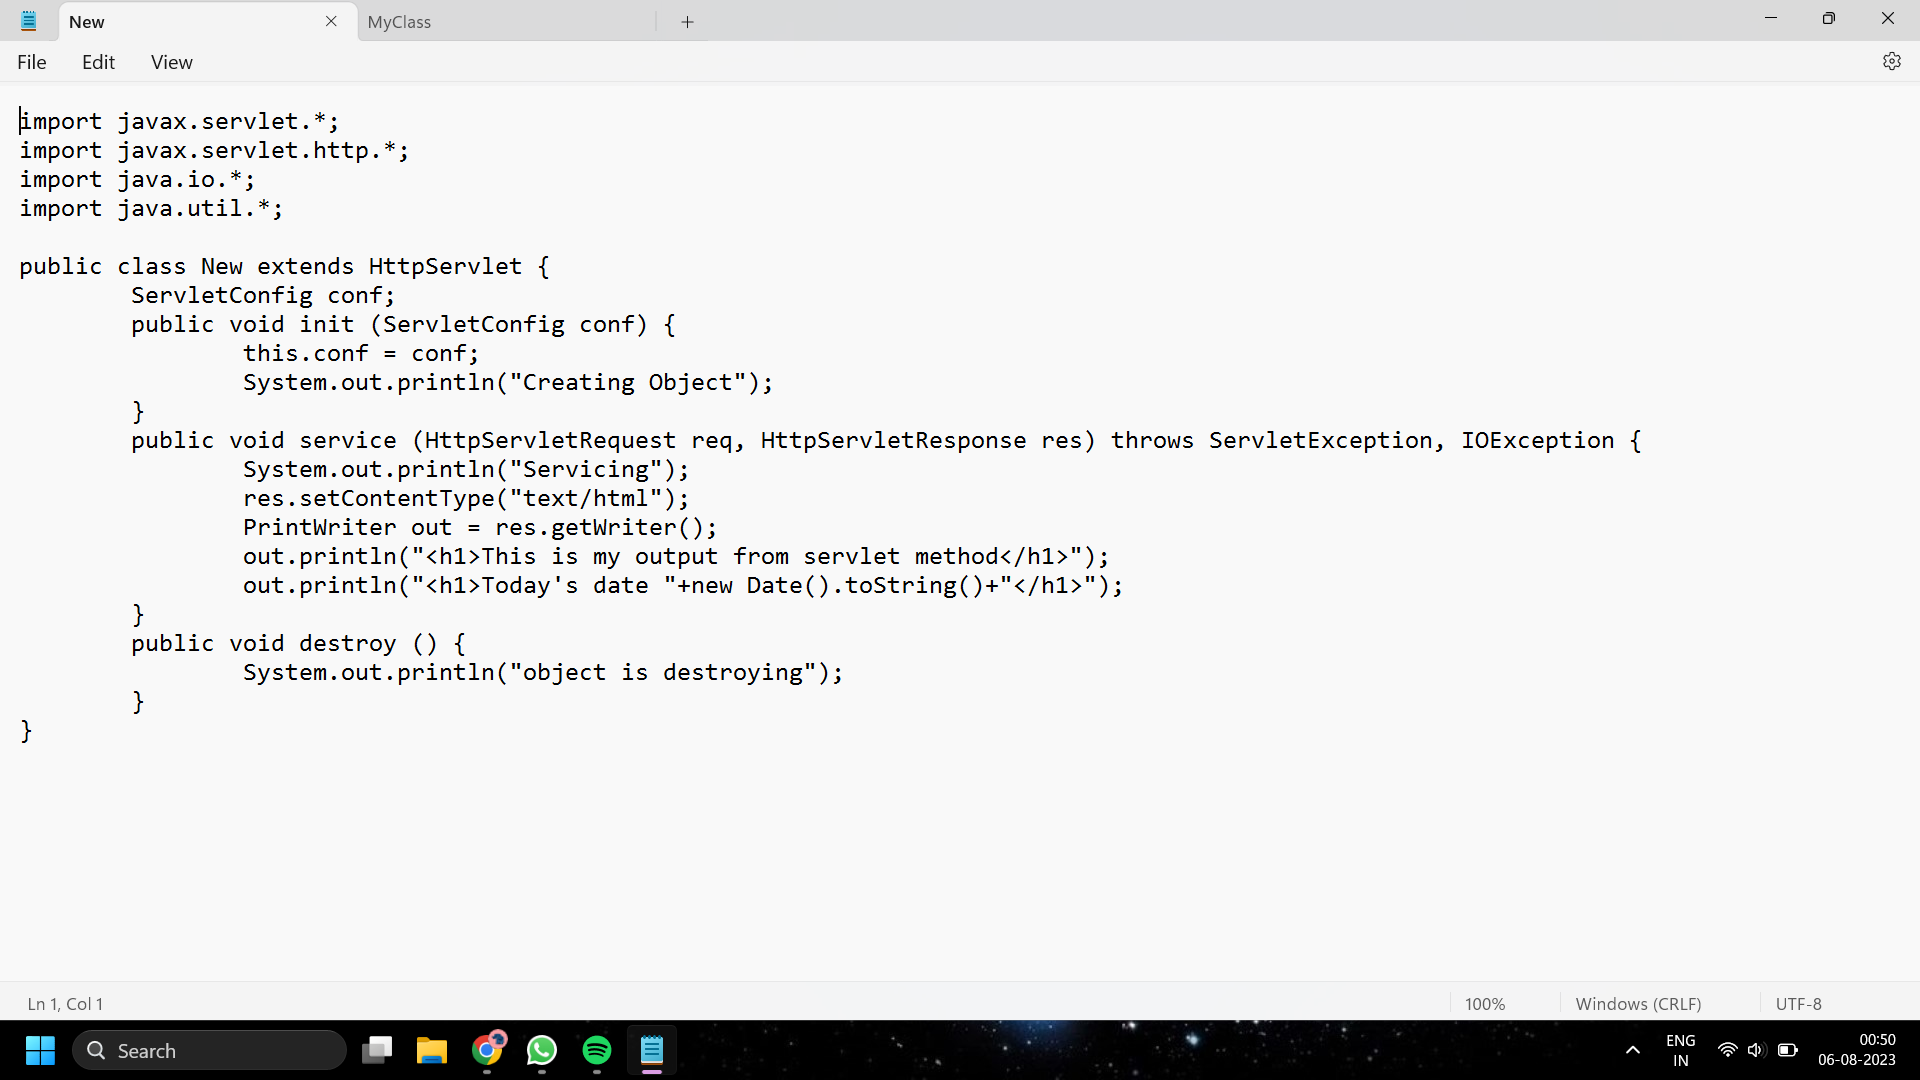 New
MyClass
File Edit View
import javax.servlet.*;
import javax.servlet.http.*;
import java.io.*;
import java.util.*;
public class New extends HttpServlet {
        ServletConfig conf;
        public void init (ServletConfig conf) {
                this.conf = conf;
                System.out.println("Creating Object");
        }
        public void service (HttpServletRequest req, HttpServletResponse res) throws ServletException, IOException {
                System.out.println("Servicing");
                res.setContentType("text/html");
                PrintWriter out = res.getWriter();
                out.println("<h1>This is my output from servlet method</h1>");
                out.println("<h1>Today's date "+new Date().toString()+"</h1>");
        }
        public void destroy () {
                System.out.println("object is destroying");
        }
}
Ln 1, Col 1
100%
Windows (CRLF)
UTF-8
Search
ENG
IN
00:50
06-08-2023